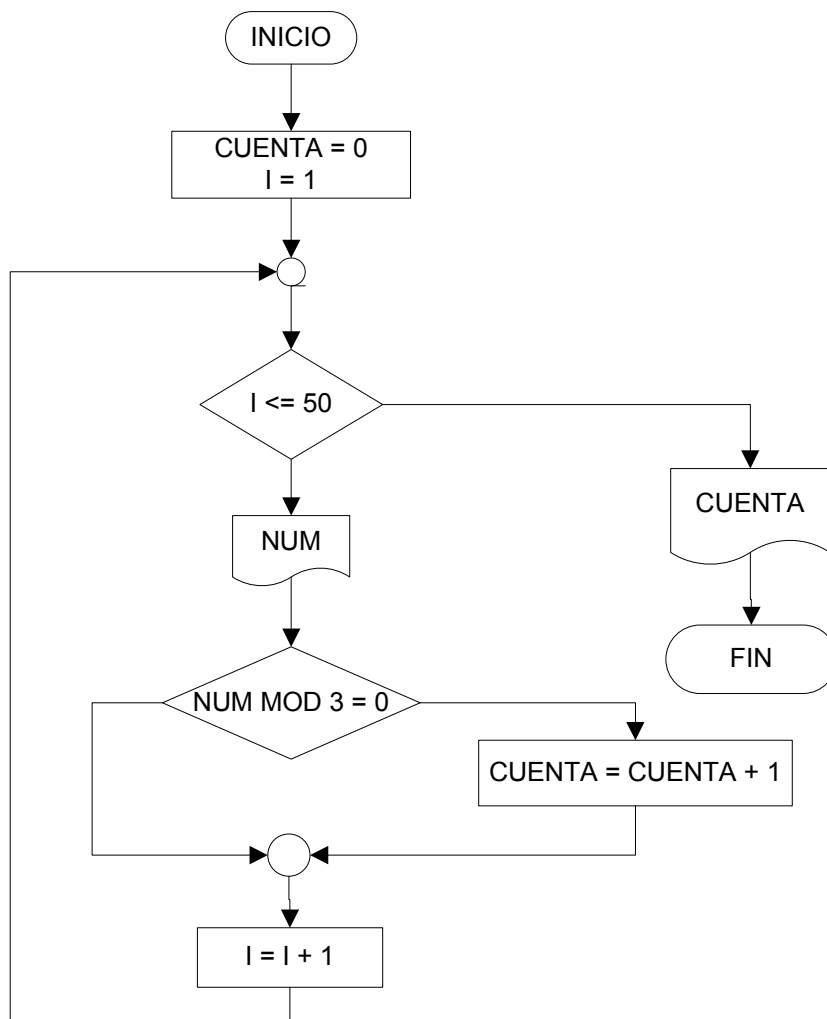 INICIO
CUENTA = 0
I = 1
I <= 50
CUENTA
NUM
FIN
NUM MOD 3 = 0
CUENTA = CUENTA + 1
I = I + 1